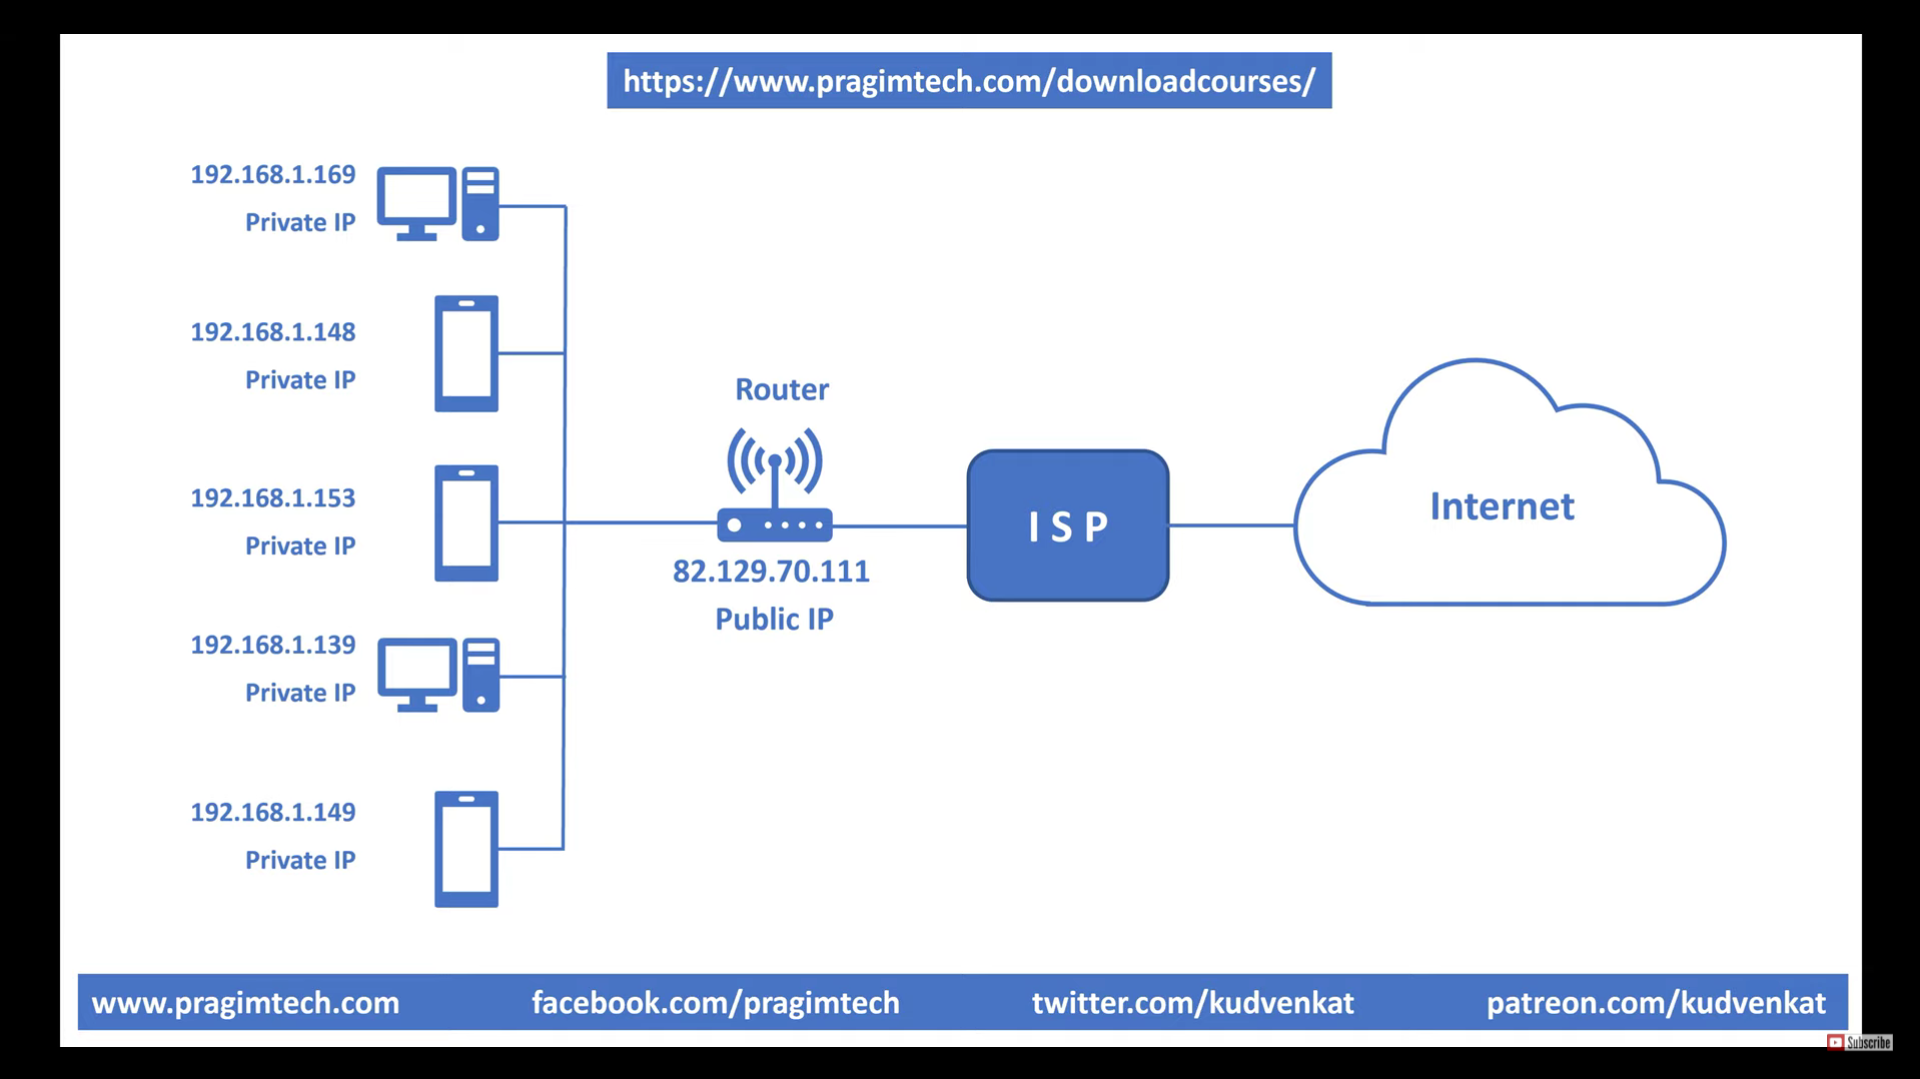 https://www.pragimtech.com/downloadcourses/
192.168.1.169
Private IP
192.168.1.148
Private IP
192.168.1.153
Private IP
192.168.1.139
Private IP
192.168.1.149
Private IP
Router
82.129.70.111
Public IP
ISP
Internet
www.pragimtech.com facebook.com/pragimtech twitter.com/kudvenkat patreon.com/kudvenkat
Subscribe